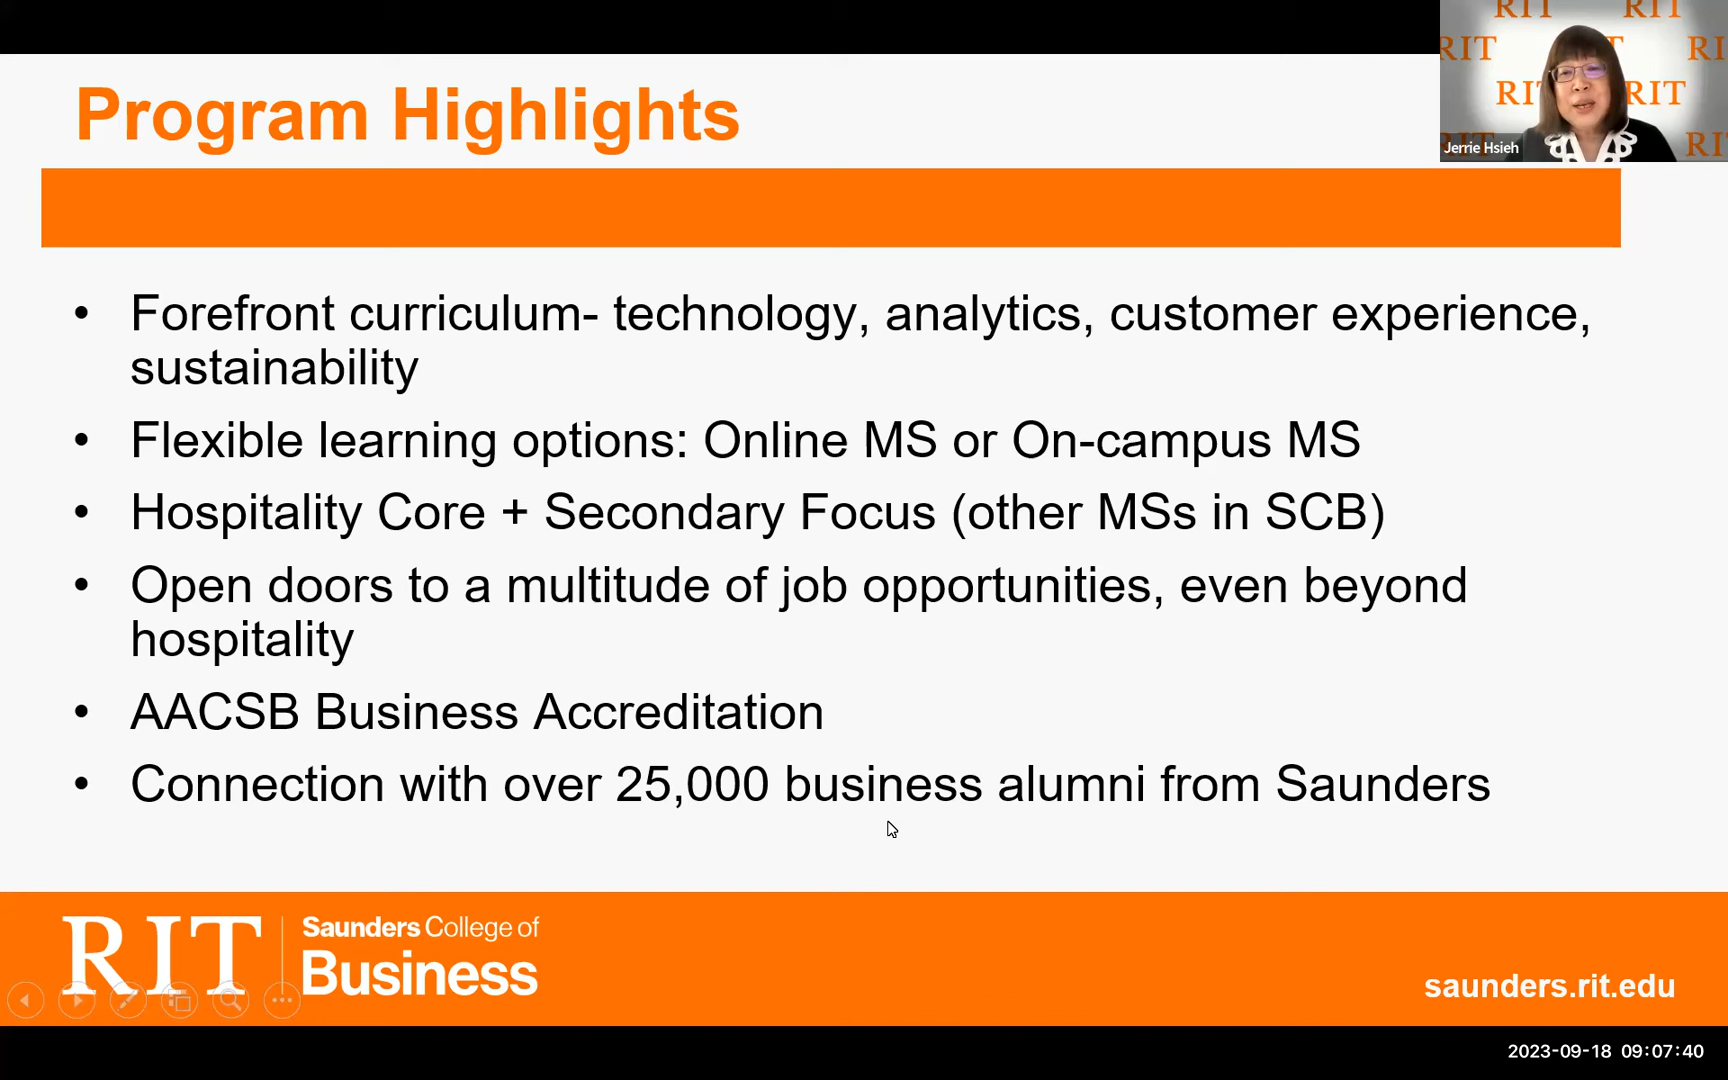 Program Highlights
RIT RIT
RIT RIT
RIT RIT
Jerrie Hsieh
• Forefront curriculum- technology, analytics, customer experience,
sustainability
• Flexible learning options: Online MS or On-campus MS
• Hospitality Core + Secondary Focus (other MSs in SCB)
• Open doors to a multitude of job opportunities, even beyond
hospitality
• AACSB Business Accreditation
• Connection with over 25,000 business alumni from Saunders
RIT
Saunders College of
Business
saunders.rit.edu
2023-09-18 09:07:40